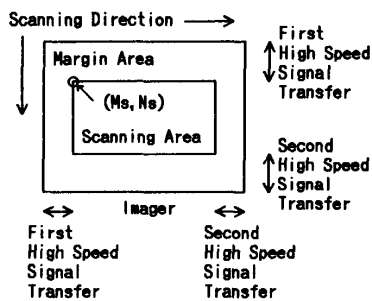 Scanning Direction
First
High Speed
Signal
Transfer
Margin Area
(Ms,Ns)
Scanning Area
Second
High Speed
Signal
Transfer
Imager
First
High Speed
Signal
Transfer
Second
High Speed
Signal
Transfer